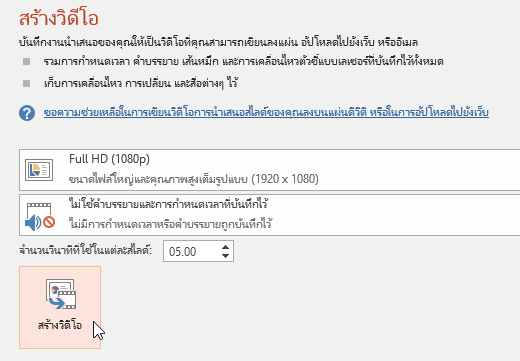 สร้างวิดีโอ
บันทึกงานนำเสนอของคุณให้เป็นวิดีโอที่คุณสามารถเขียนลงแผ่น อัปโหลดไปยังเว็บ หรืออีเมล
รวมการกำหนดเวลา คำบรรยาย เส้นหมึก และการเคลื่อนไหวตัวชี้แบบเลเซอร์ที่บันทึกไว้ทั้งหมด
เก็บการเคลื่อนไหว การเปลี่ยน และสื่อต่างๆ ไว้
ขอความช่วยเหลือในการเขียนวิดีโอการนำเสนอสไลด์ของคุณลงบนแผ่นดีวีดี หรือในการอัปโหลดไปยังเว็บ
Full HD (1080p)
ขนาดไฟล์ใหญ่และคุณภาพสูงเต็มรูปแบบ (1920 x 1080)
ไม่ใช้คำบรรยายและการกำหนดเวลาที่บันทึกไว้
ไม่มีการกำหนดเวลาหรือคำบรรยายถูกบันทึกไว้
จำนวนวินาทีที่ใช้ในแต่ละสไลด์: 05.00
สร้างวิดีโอ